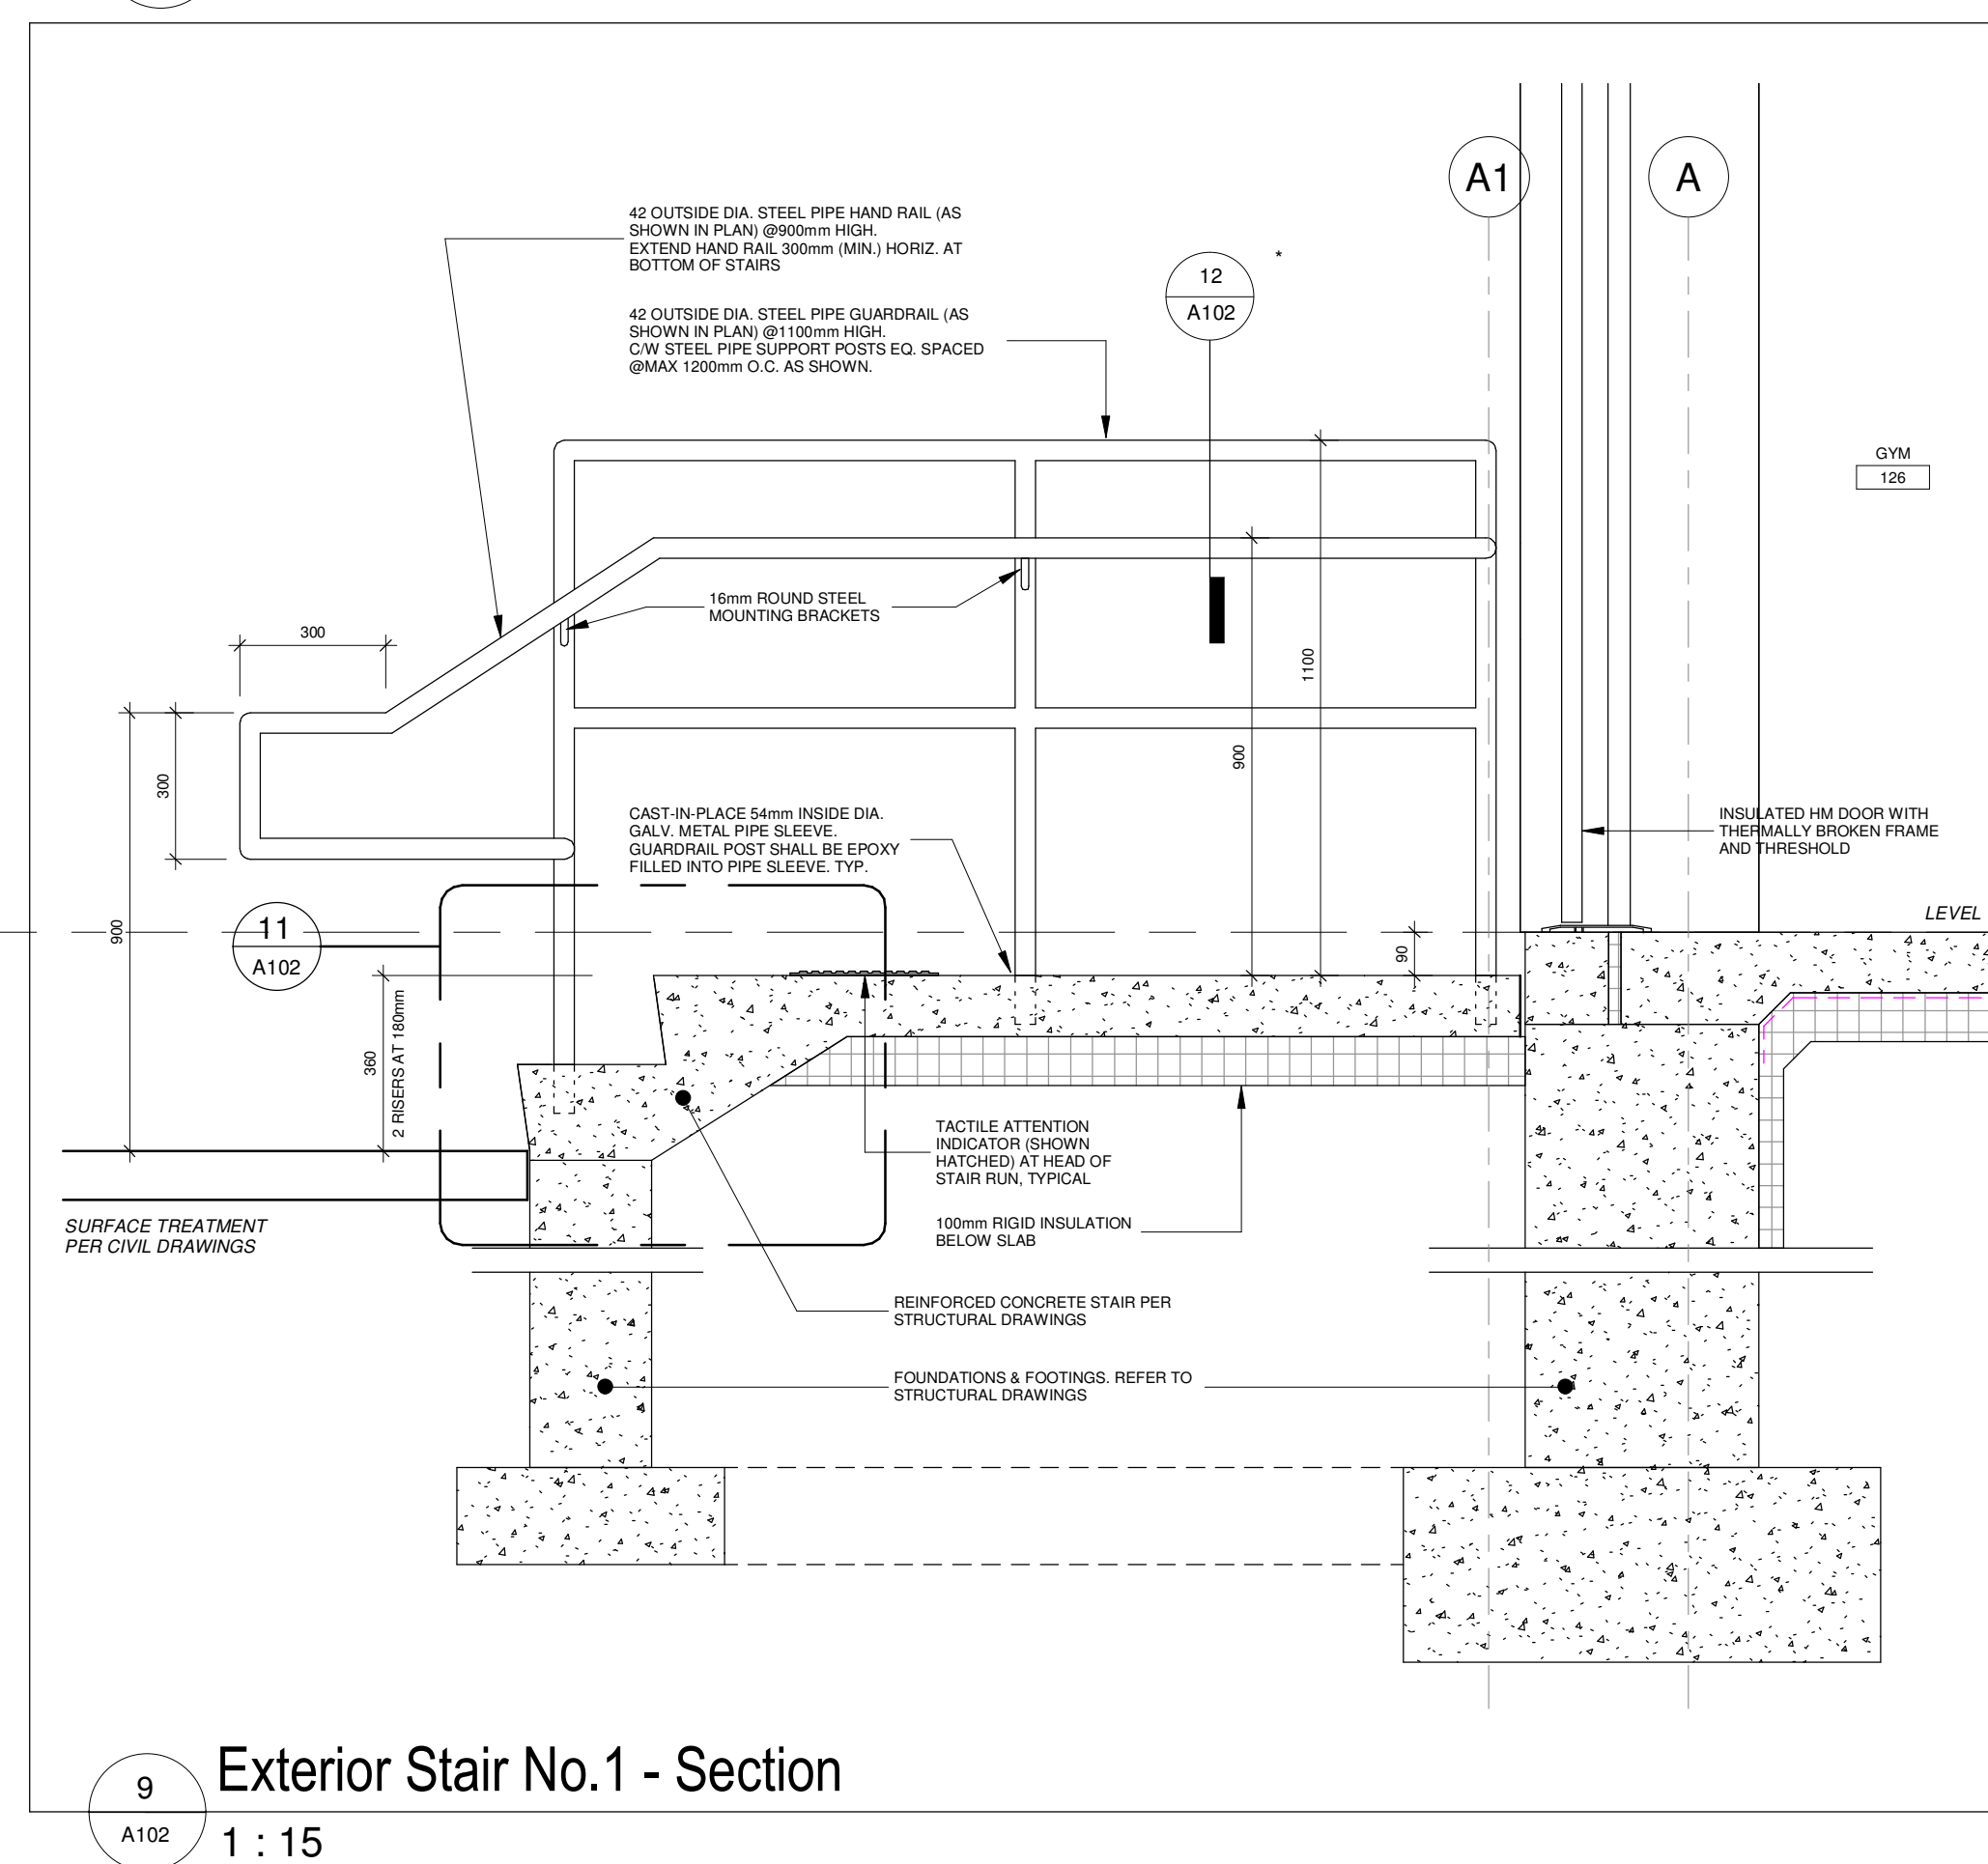 A1
A
42 OUTSIDE DIA. STEEL PIPE HAND RAIL (AS
SHOWN IN PLAN) @900mm HIGH.
EXTEND HAND RAIL 300mm (MIN.) HORIZ. AT
BOTTOM OF STAIRS
12
A102
*
42 OUTSIDE DIA. STEEL PIPE GUARDRAIL (AS
SHOWN IN PLAN) @1100mm HIGH.
C/W STEEL PIPE SUPPORT POSTS EQ. SPACED
@MAX 1200mm O.C. AS SHOWN.
GYM
126
16mm ROUND STEEL
MOUNTING BRACKETS
300
1100
900
300
CAST-IN-PLACE 54mm INSIDE DIA.
GALV. METAL PIPE SLEEVE.
GUARDRAIL POST SHALL BE EPOXY
FILLED INTO PIPE SLEEVE. TYP.
INSULATED HM DOOR WITH
THERMALLY BROKEN FRAME
AND THRESHOLD
LEVEL
900
11
A102
90
360
2 RISERS AT 180mm
TACTILE ATTENTION
INDICATOR (SHOWN
HATCHED) AT HEAD OF
STAIR RUN, TYPICAL
SURFACE TREATMENT
PER CIVIL DRAWINGS
100mm RIGID INSULATION
BELOW SLAB
REINFORCED CONCRETE STAIR PER
STRUCTURAL DRAWINGS
FOUNDATIONS & FOOTINGS. REFER TO
STRUCTURAL DRAWINGS
9
A102
Exterior Stair No.1 - Section
1 : 15